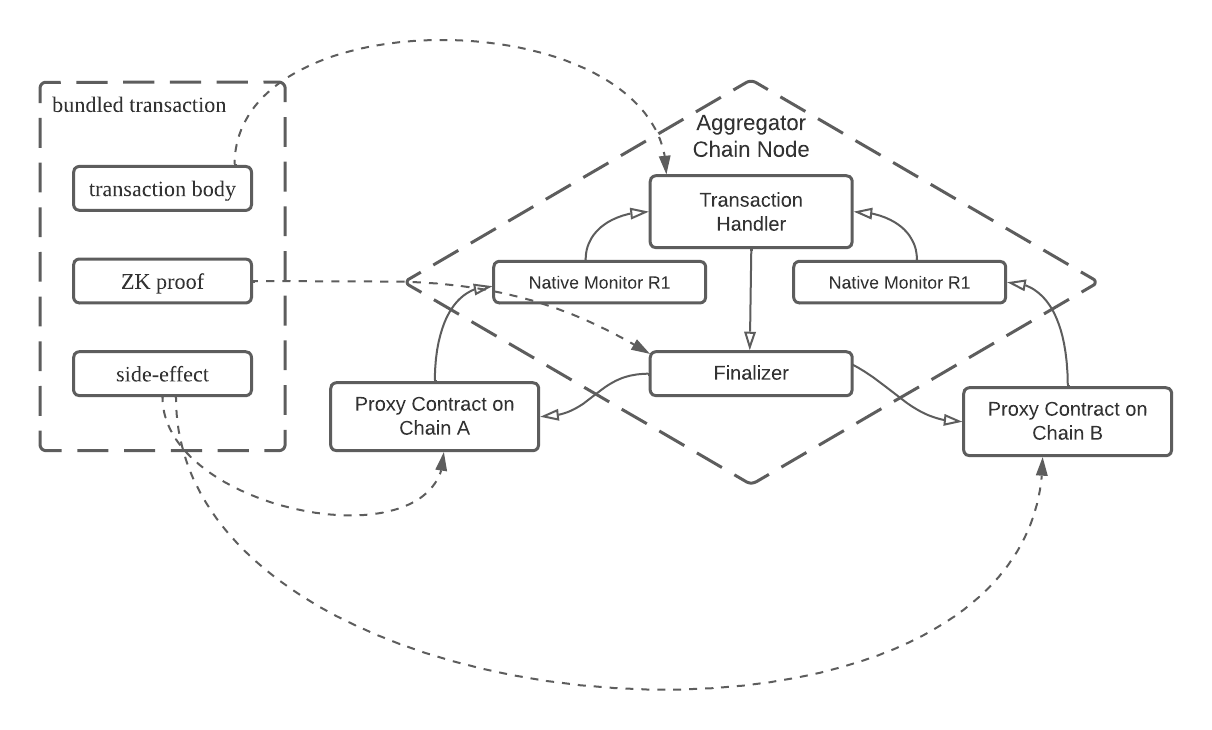 bundled transaction
transaction body
ZK proof
side-effect
Aggregator
Chain Node
Transaction
Handler
Native Monitor R1
Native Monitor R1
Finalizer
Proxy Contract on
Chain A
Proxy Contract on
Chain B